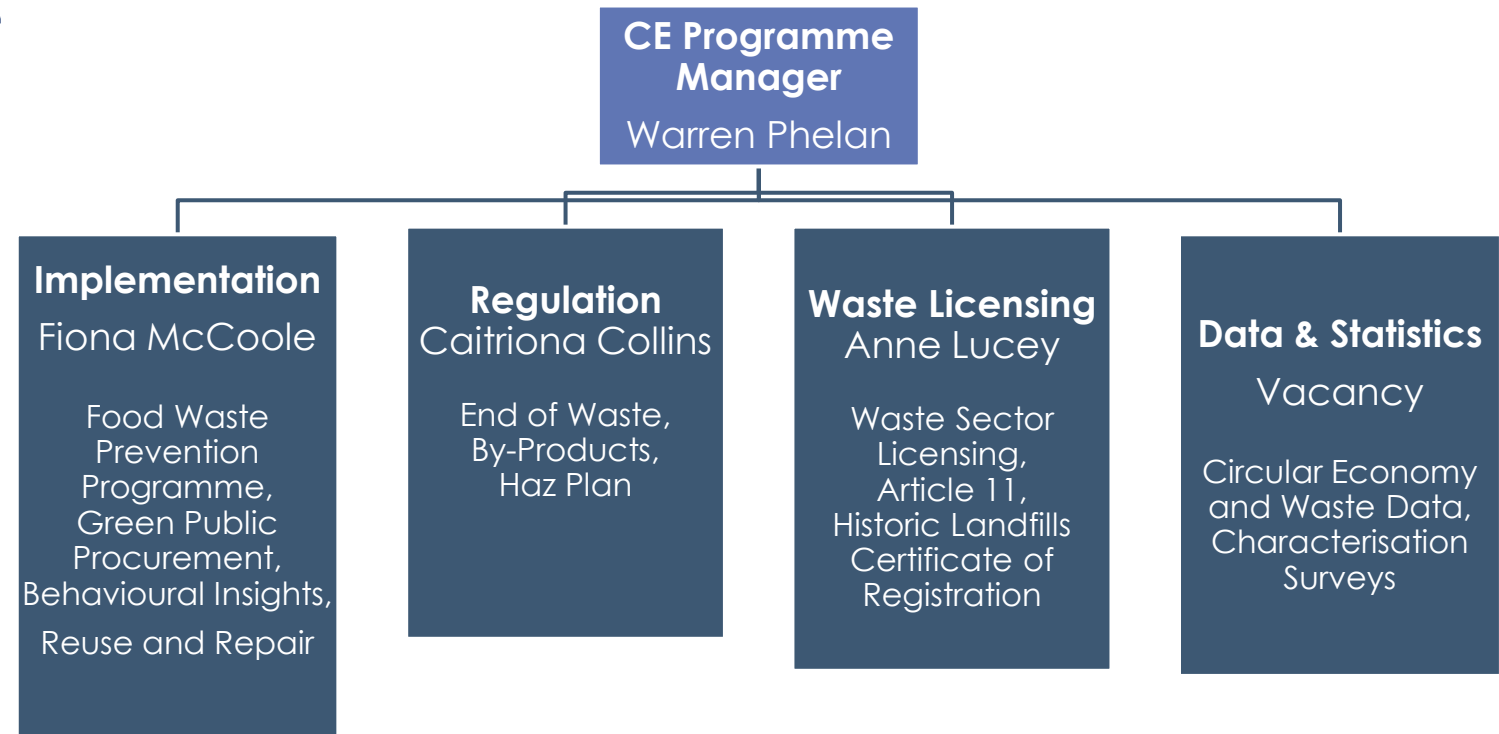 CE Programme
Manager
Warren Phelan
Implementation
Fiona McCoole
Food Waste
Prevention
Programme,
Green Public
Procurement,
Behavioural Insights,
Reuse and Repair
Regulation
Caitriona Collins
End of Waste,
By-Products,
Haz Plan
Waste Licensing
Anne Lucey
Waste Sector
Licensing,
Article 11,
Historic Landfills
Certificate of
Registration
Data & Statistics
Vacancy
Circular Economy
and Waste Data,
Characterisation
Surveys